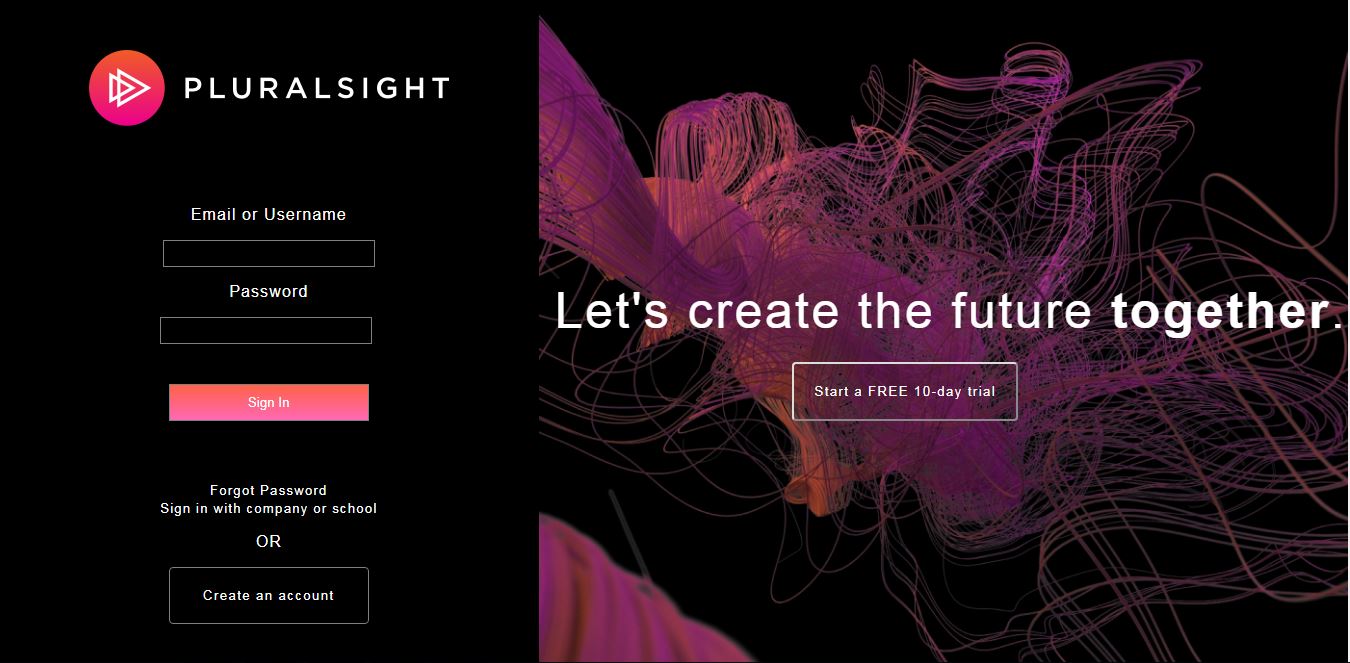 PLURALSIGHT
Email or Username
Password
Sign In
Forgot Password
Sign in with company or school
OR
Create an account
Let's create the future together.
Start a FREE 10-day trial